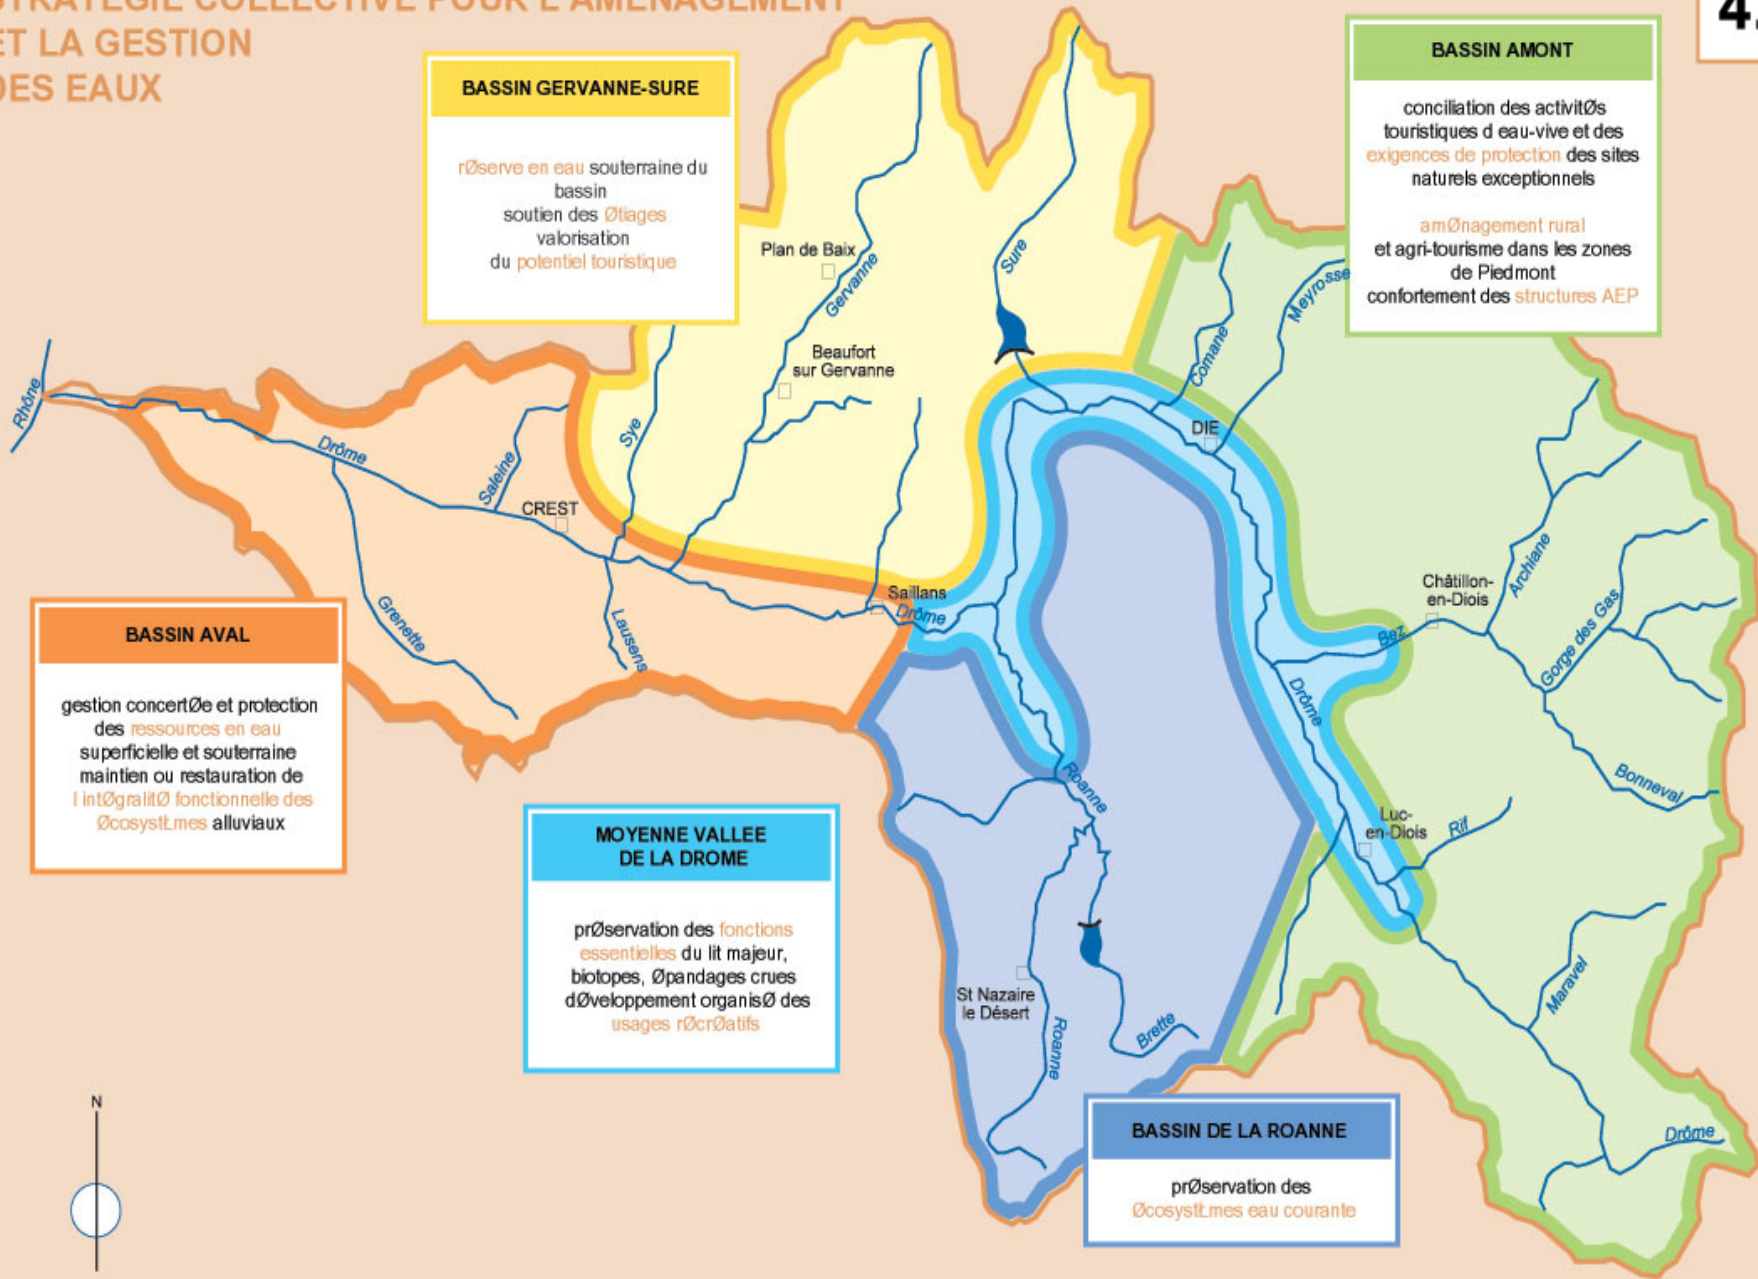 STRATEGIE COLLECTIVE POUR L'AMENAGEMENT
ET LA GESTION
DES EAUX
4.
BASSIN GERVANNE-SURE
rØserve en eau souterraine du
bassin
soutien des Øtiages
valorisation
du potentiel touristique
BASSIN AMONT
conciliation des activitØs
touristiques d eau-vive et des
exigences de protection des sites
naturels exceptionnels
amØnagement rural
et agri-tourisme dans les zones
de Piedmont
confortement des structures AEP
Plan de Baix
Gervanne
Sure
Meyrosse
Comane
Beaufort
sur Gervanne
Rhône
Drôme
Saleine
Sye
CREST
DIE
Archiane
Châtillon-
en-Diois
Gorge des Gas
Bez
Saillans
Drôme
Grenette
Lausens
Drôme
Bonneval
Roanne
Luc-
en-Diois
Rif
Maravel
St Nazaire
le Désert
Roanne
Brette
Drôme
BASSIN AVAL
gestion concertØe et protection
des ressources en eau
superficielle et souterraine
maintien ou restauration de
l intØgralitØ fonctionnelle des
ØcosystŁmes alluviaux
MOYENNE VALLEE
DE LA DROME
prØservation des fonctions
essentielles du lit majeur,
biotopes, Øpandages crues
dØveloppement organisØ des
usages rØcrØatifs
N
BASSIN DE LA ROANNE
prØservation des
ØcosystŁmes eau courante